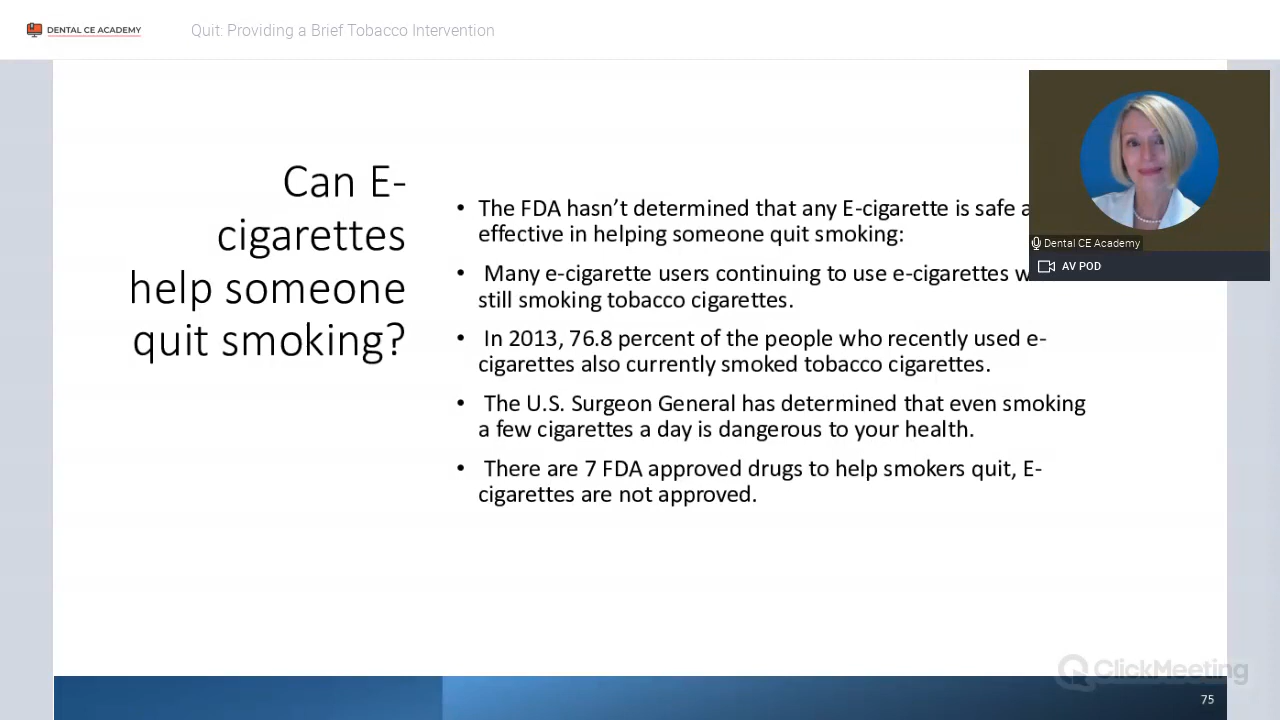 DENTAL CE ACADEMY
Quit: Providing a Brief Tobacco Intervention
Can E-
cigarettes
help someone
quit smoking?
• The FDA hasn’t determined that any E-cigarette is safe
effective in helping someone quit smoking:
• Many e-cigarette users continuing to use e-cigarettes
still smoking tobacco cigarettes.
• In 2013, 76.8 percent of the people who recently used e-
cigarettes also currently smoked tobacco cigarettes.
• The U.S. Surgeon General has determined that even smoking
a few cigarettes a day is dangerous to your health.
• There are 7 FDA approved drugs to help smokers quit, E-
cigarettes are not approved.
Dental CE Academy
AV POD
ClickMeeting
75